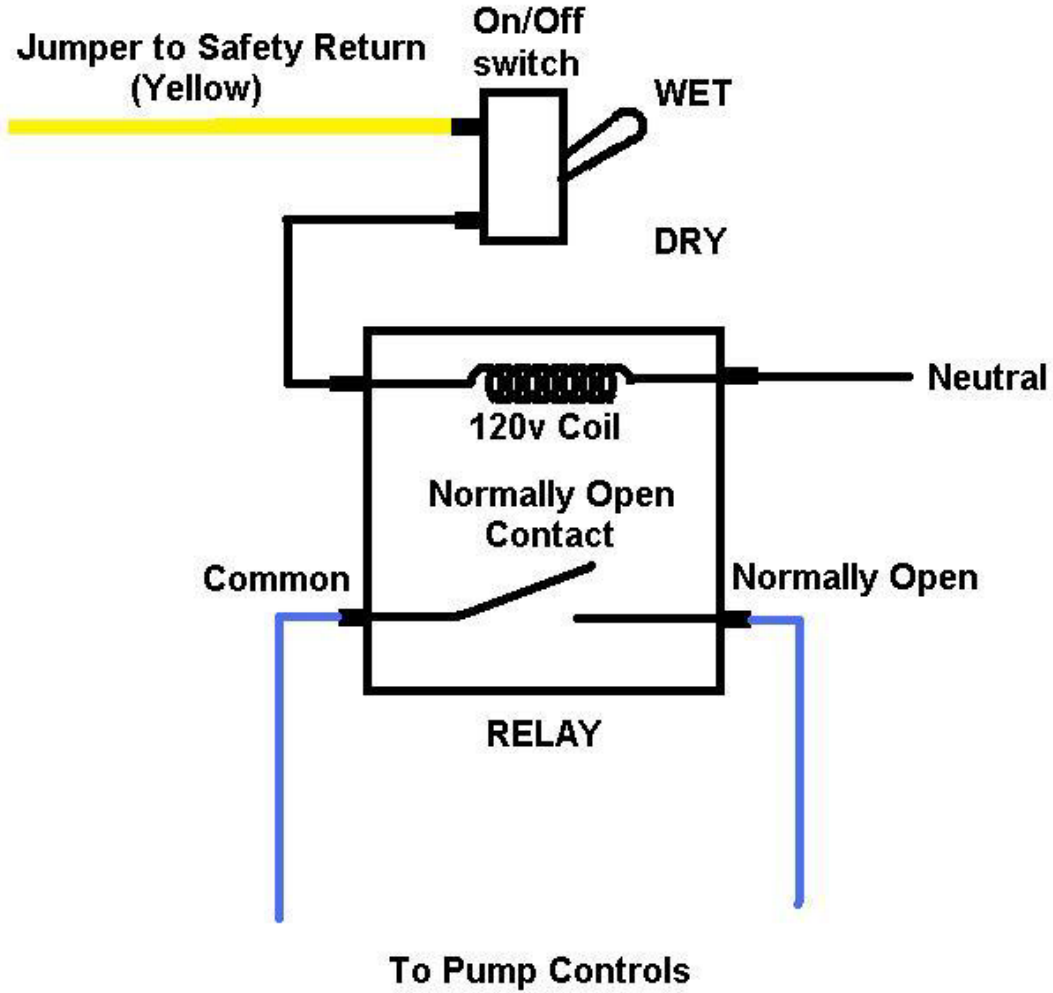 On/Off
switch
Jumper to Safety Return
(Yellow)
WET
DRY
Neutral
120v Coil
Normally Open
Contact
Common
Normally Open
RELAY
To Pump Controls